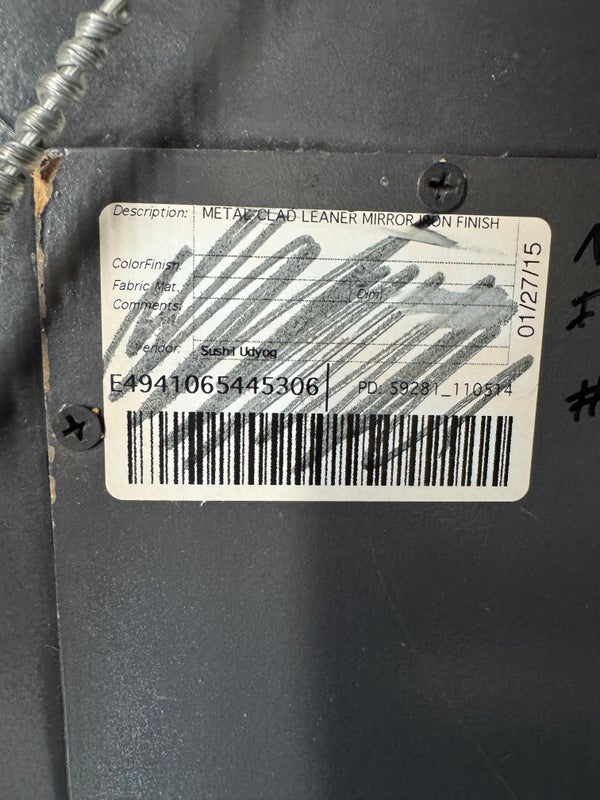 Description: METAL CLAD LEANER MIRROR IRON FINISH
ColorFinish:
Fabric Mat.: Dim:
Comments:
Vendor: Sushil Udyog
E4941065445306 PD: 59281_110514
01/27/15
#